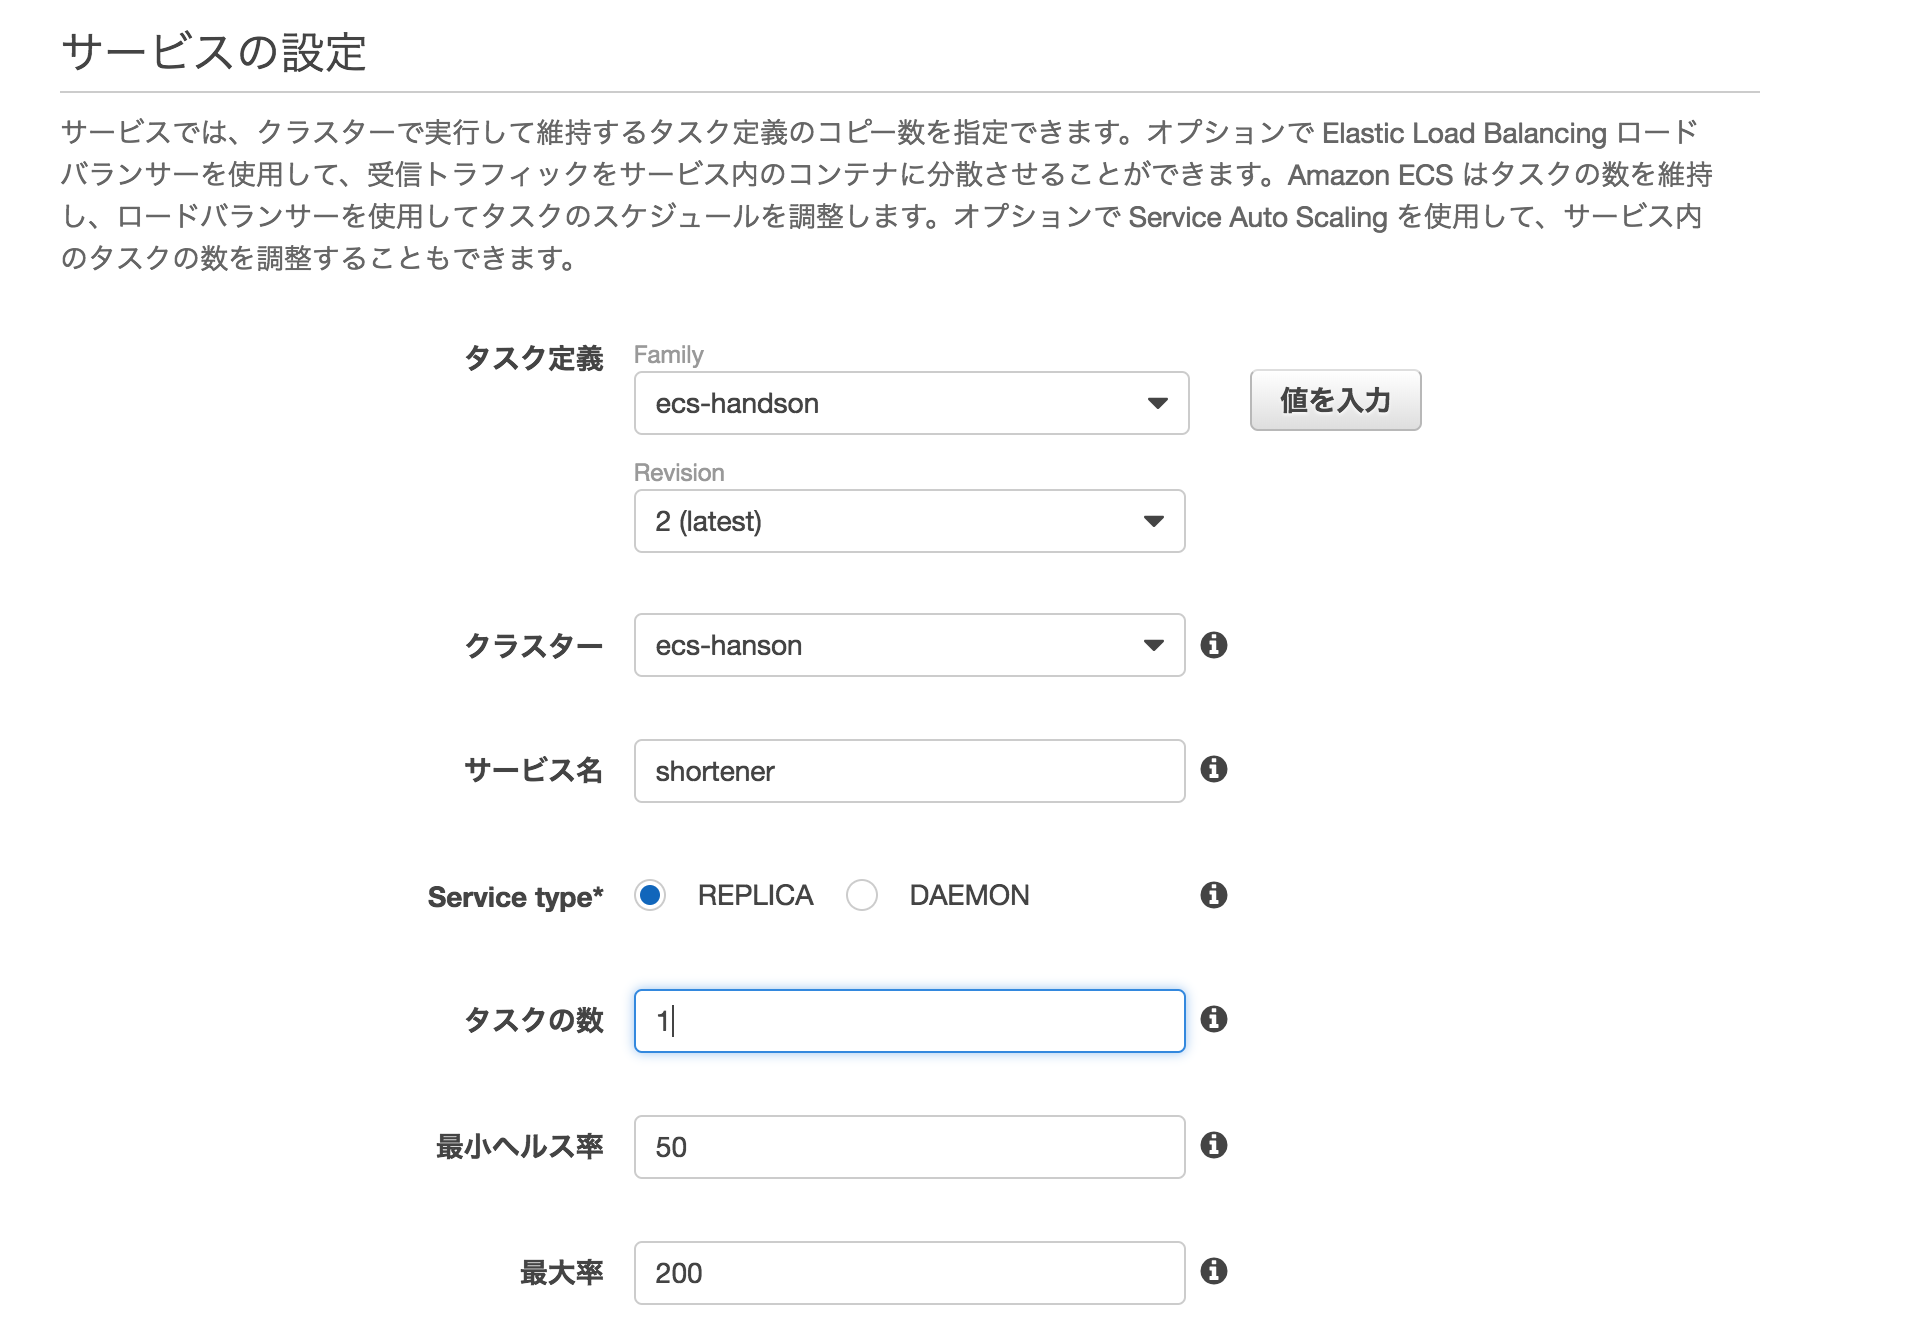 サービスの設定
サービスでは、クラスターで実行して維持するタスク定義のコピー数を指定できます。オプションで Elastic Load Balancing ロード
バランサーを使用して、受信トラフィックをサービス内のコンテナに分散させることができます。Amazon ECS はタスクの数を維持
し、ロードバランサーを使用してタスクのスケジュールを調整します。オプションで Service Auto Scaling を使用して、サービス内
のタスクの数を調整することもできます。
タスク定義
Family
ecs-handson
値を入力
Revision
2 (latest)
クラスター
ecs-hanson
サービス名
shortener
Service type*
REPLICA
DAEMON
タスクの数
1
最小ヘルス率
50
最大率
200